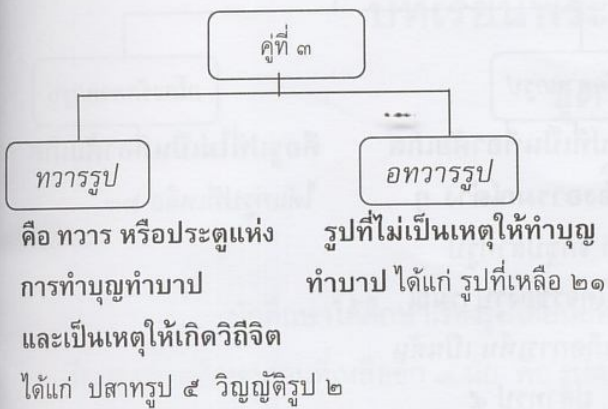 คู่ที่ ๓
ทวารรูป
อทวารรูป
คือ ทวาร หรือประตูแห่ง
การทำบุญทำบาป
และเป็นเหตุให้เกิดวิถีจิต
ได้แก่ ปสาทรูป ๕ วิญญัติรูป ๒
รูปที่ไม่เป็นเหตุให้ทำบุญ
ทำบาป ได้แก่ รูปที่เหลือ ๒๑